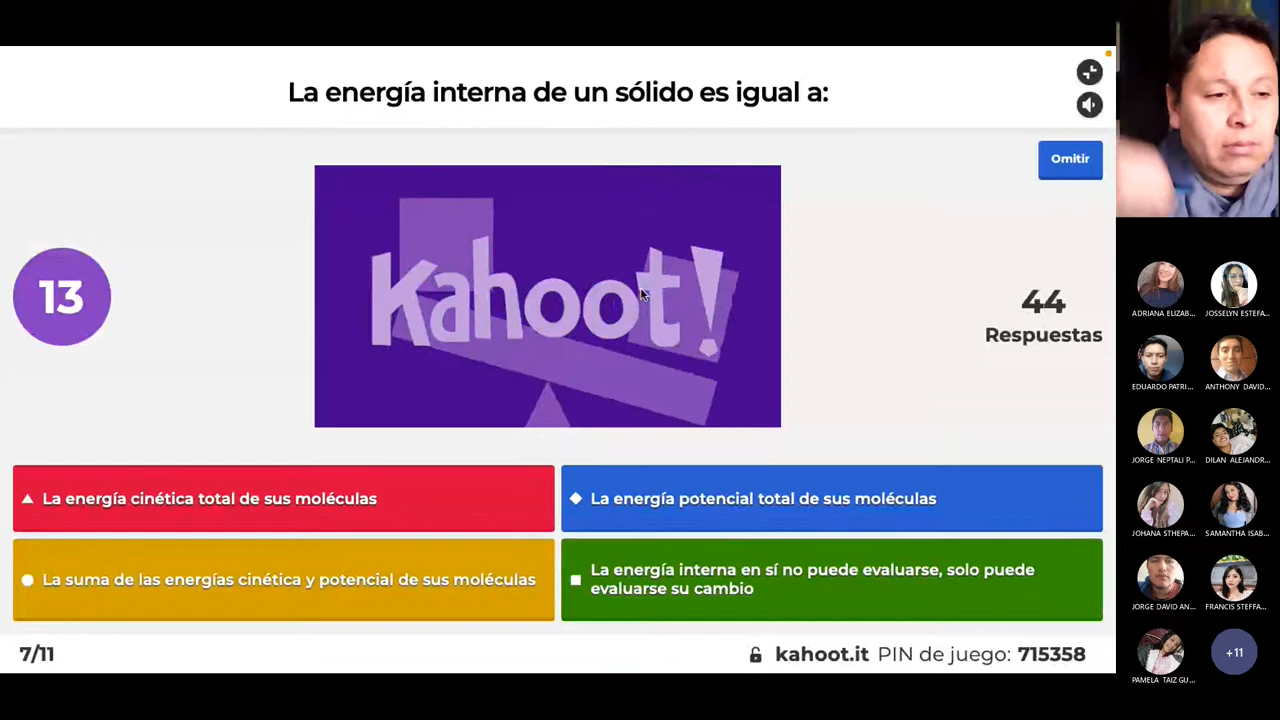 La energía interna de un sólido es igual a:
Omitir
Kahoot!
13
44
Respuestas
La energía cinética total de sus moléculas
La energía potencial total de sus moléculas
La suma de las energías cinética y potencial de sus moléculas
La energía interna en sí no puede evaluarse, solo puede
evaluarse su cambio
7/11
kahoot.it PIN de juego: 715358
ADRIANA ELIZAB...
JOSSELYN ESTEFA...
EDUARDO PATRI...
ANTHONY DAVID...
JORGE NEPTALI P...
DILAN ALEJANDR...
JOHANA STHEPA...
SAMANTHA ISAB...
JORGE DAVID AN...
FRANCIS STEFFA...
PAMELA TAIZ GU...
+11